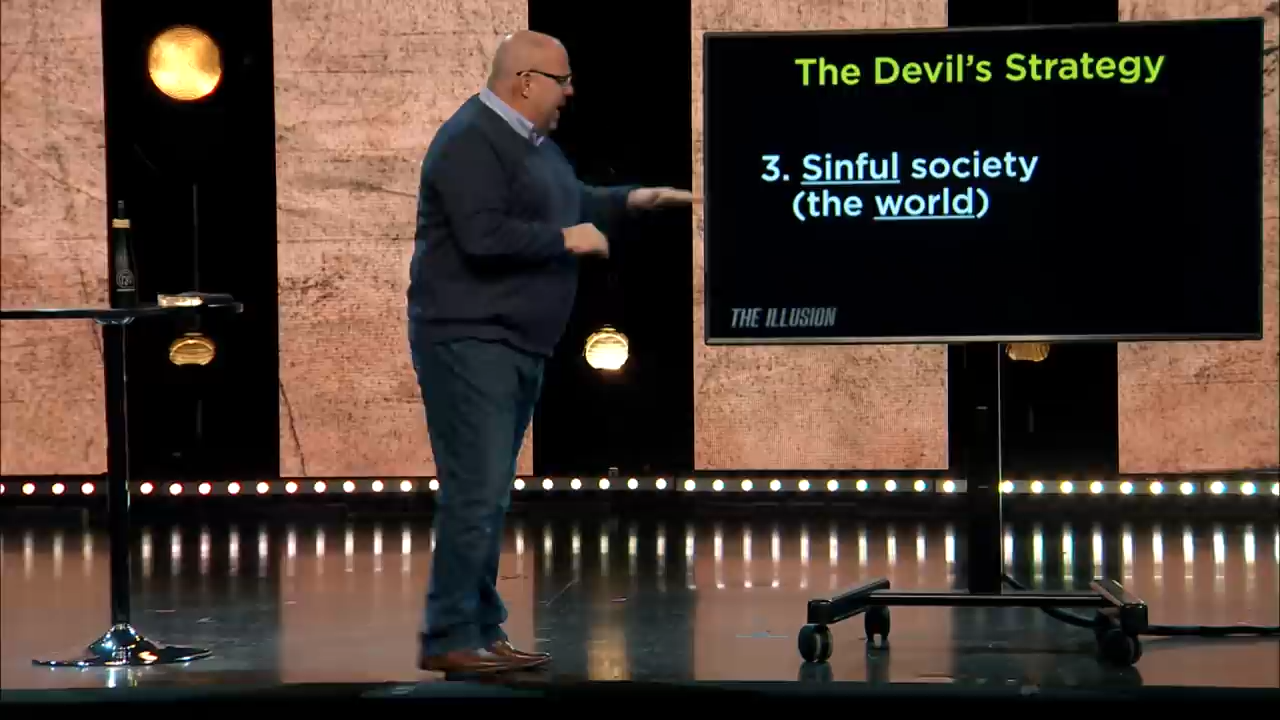 The Devil's Strategy
3. Sinful society
(the world)
THE ILLUSION